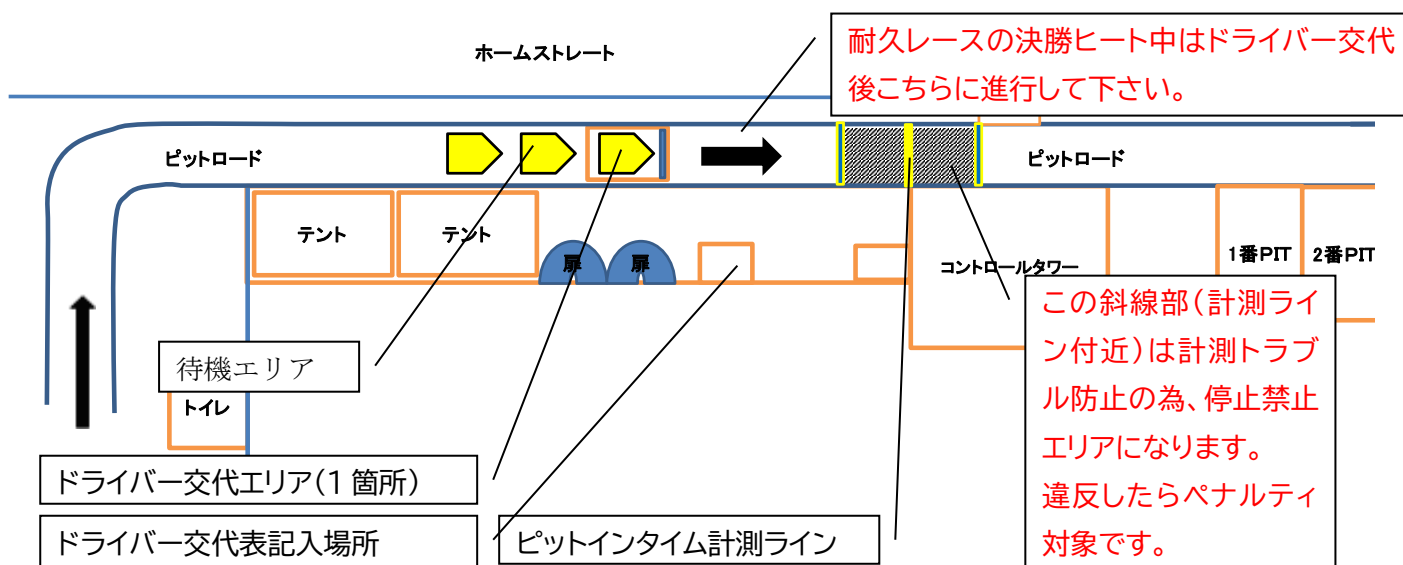 ホームストレート
耐久レースの決勝ヒート中はドライバー交代
後こちらに進行して下さい。
ピットロード
ピットロード
テント
テント
扉
扉
コントロールタワー
1番PIT
2番PIT
この斜線部(計測ライ
ン付近)は計測トラブ
ル防止の為、停止禁止
エリアになります。
違反したらペナルティ
対象です。
待機エリア
トイレ
ドライバー交代エリア(1箇所)
ドライバー交代表記入場所
ピットインタイム計測ライン